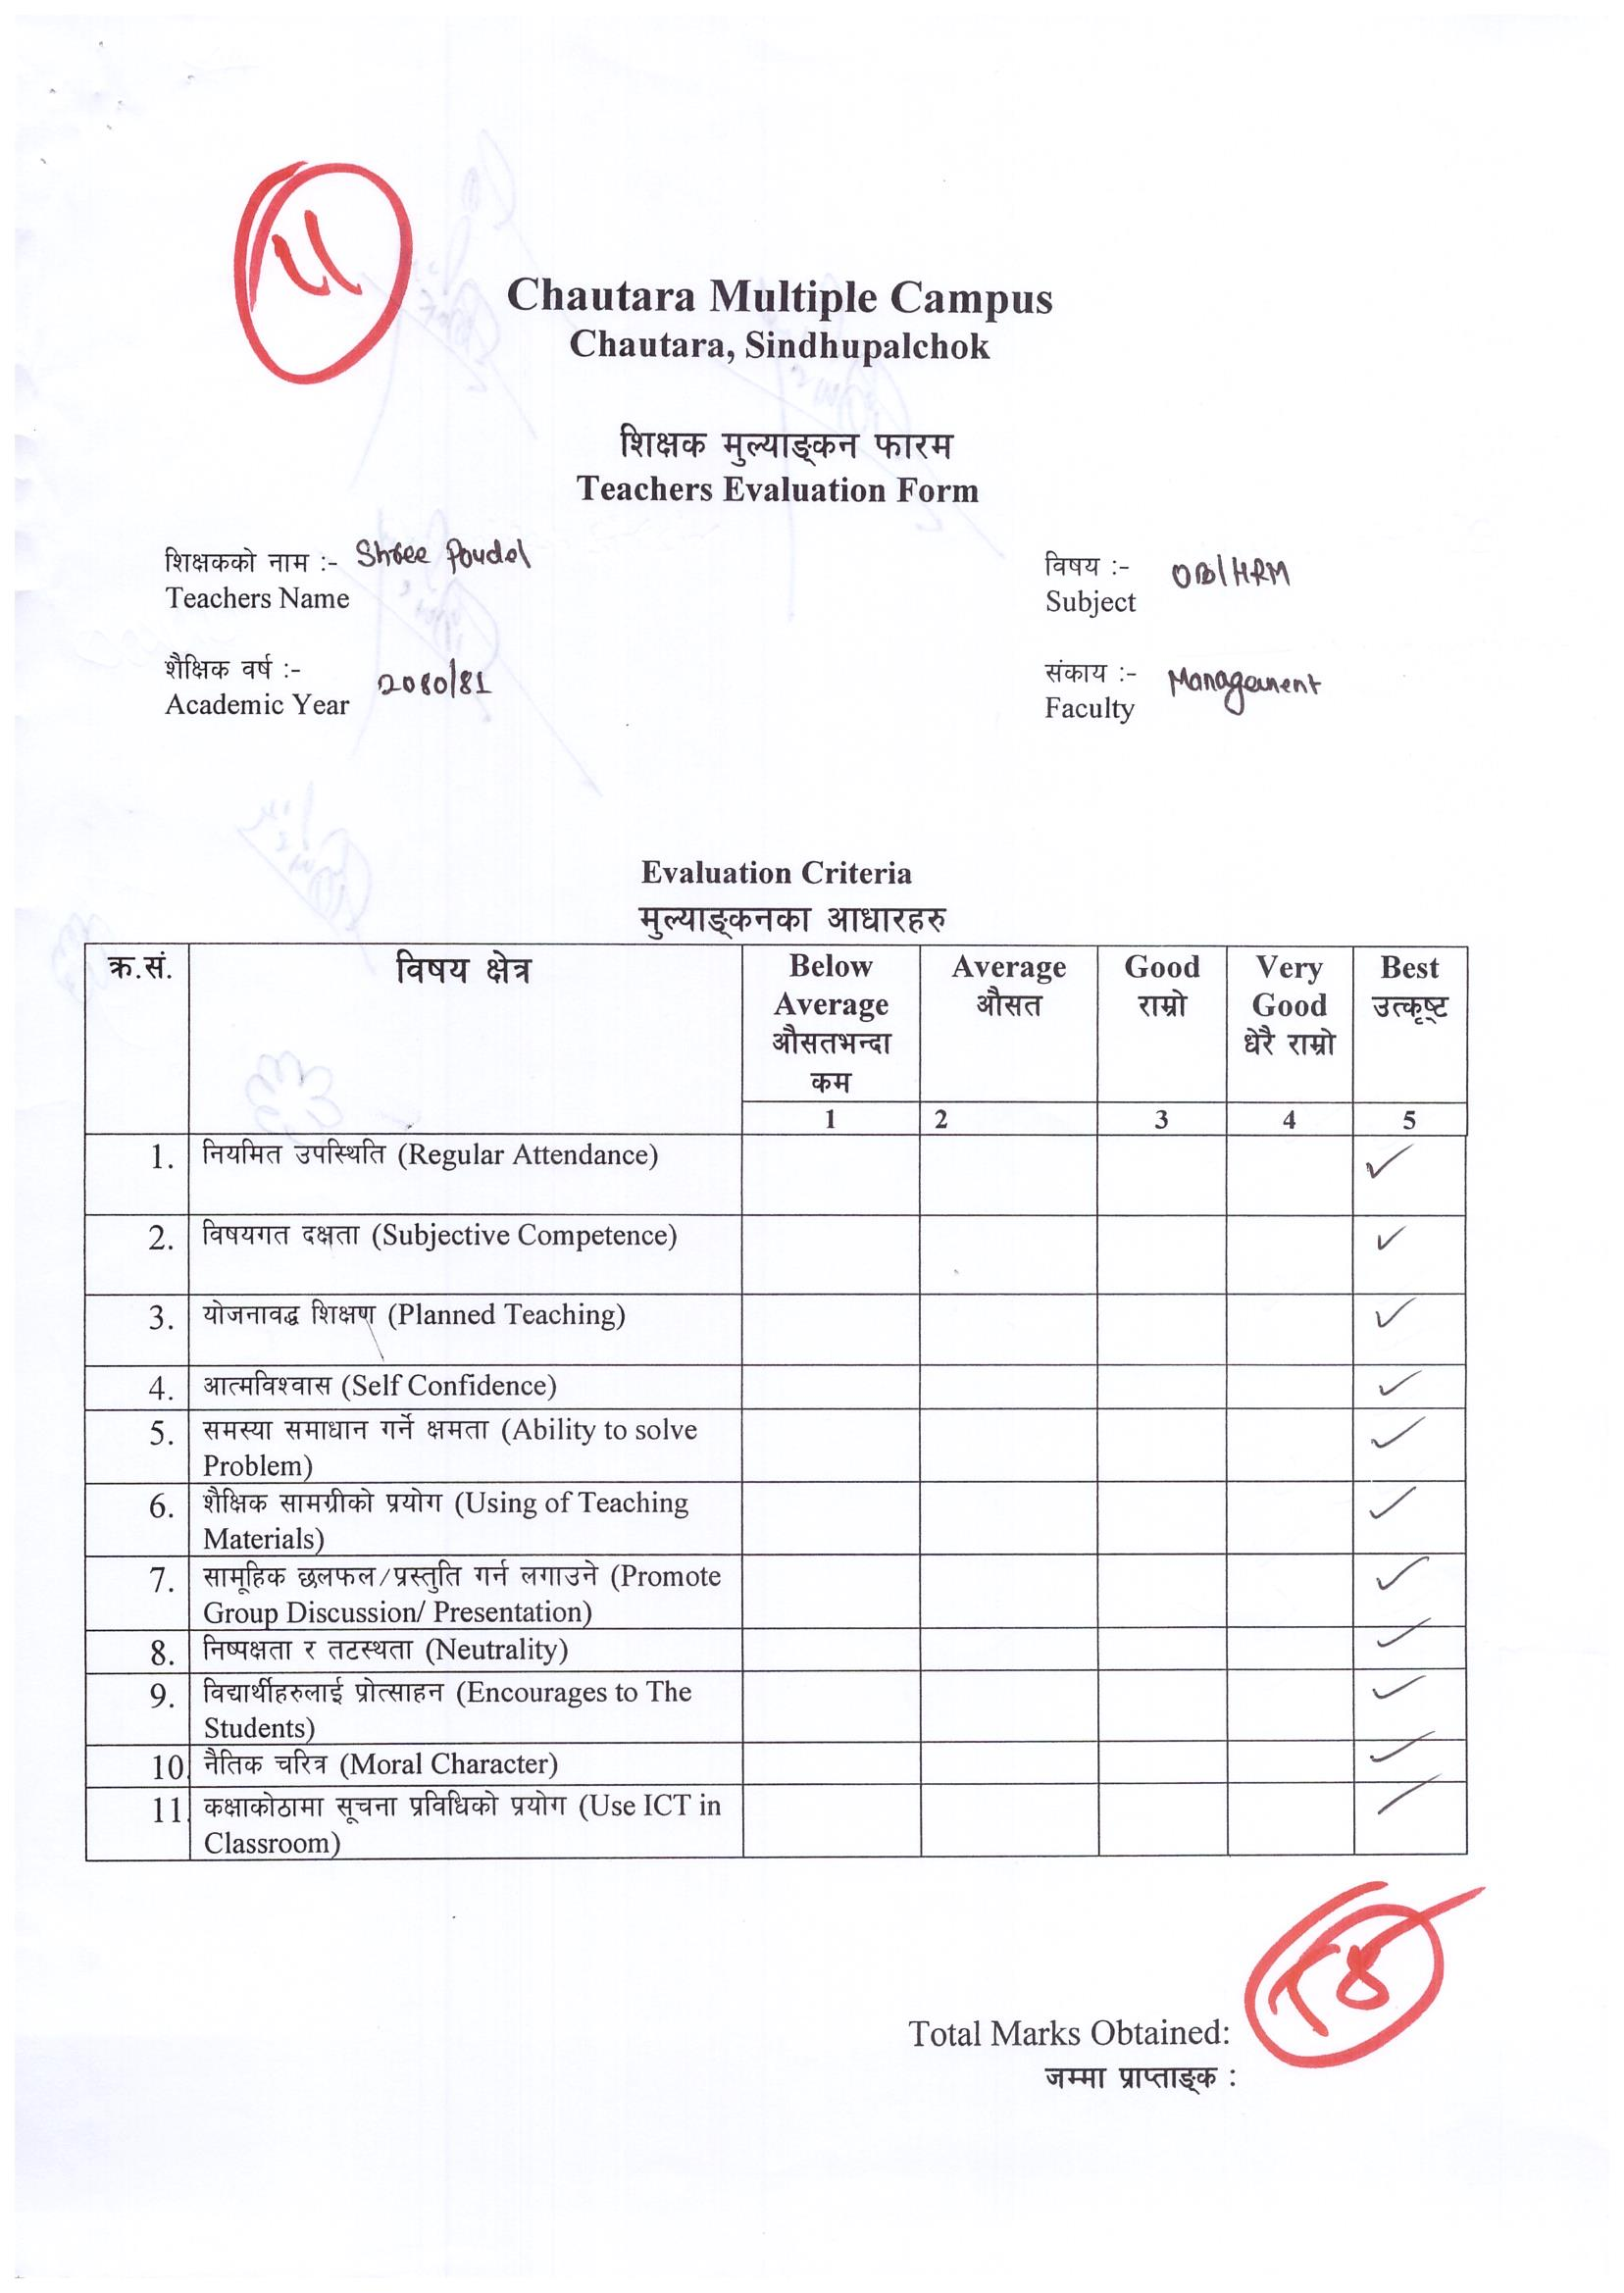 Chautara Multiple Campus
Chautara, Sindhupalchok
शिक्षक मुल्याङ्कन फारम
Teachers Evaluation Form
शिक्षकको नाम :- Shree Poudel
Teachers Name
विषय :- OB/HRM
Subject
शैक्षिक वर्ष :- 2080/81
Academic Year
संकाय :- Management
Faculty
Evaluation Criteria
मुल्याङ्कनका आधारहरु
क्र.सं. विषय क्षेत्र Below Average औसतभन्दा कम Average औसत Good राम्रो Very Good धेरै राम्रो Best उत्कृष्ट
1 2 3 4 5
1. नियमित उपस्थिति (Regular Attendance) ✓
2. विषयगत दक्षता (Subjective Competence) ✓
3. योजनावद्ध शिक्षण (Planned Teaching) ✓
4. आत्मविश्वास (Self Confidence) ✓
5. समस्या समाधान गर्ने क्षमता (Ability to solve ✓
Problem)
6. शैक्षिक सामग्रीको प्रयोग (Using of Teaching ✓
Materials)
7. सामूहिक छलफल/प्रस्तुति गर्न लगाउने (Promote ✓
Group Discussion/ Presentation)
8. निष्पक्षता र तटस्थता (Neutrality) ✓
9. विद्यार्थीहरुलाई प्रोत्साहन (Encourages to The ✓
Students)
10. नैतिक चरित्र (Moral Character) ✓
11. कक्षाकोठामा सूचना प्रविधिको प्रयोग (Use ICT in ✓
Classroom)
Total Marks Obtained:
जम्मा प्राप्ताङ्क :